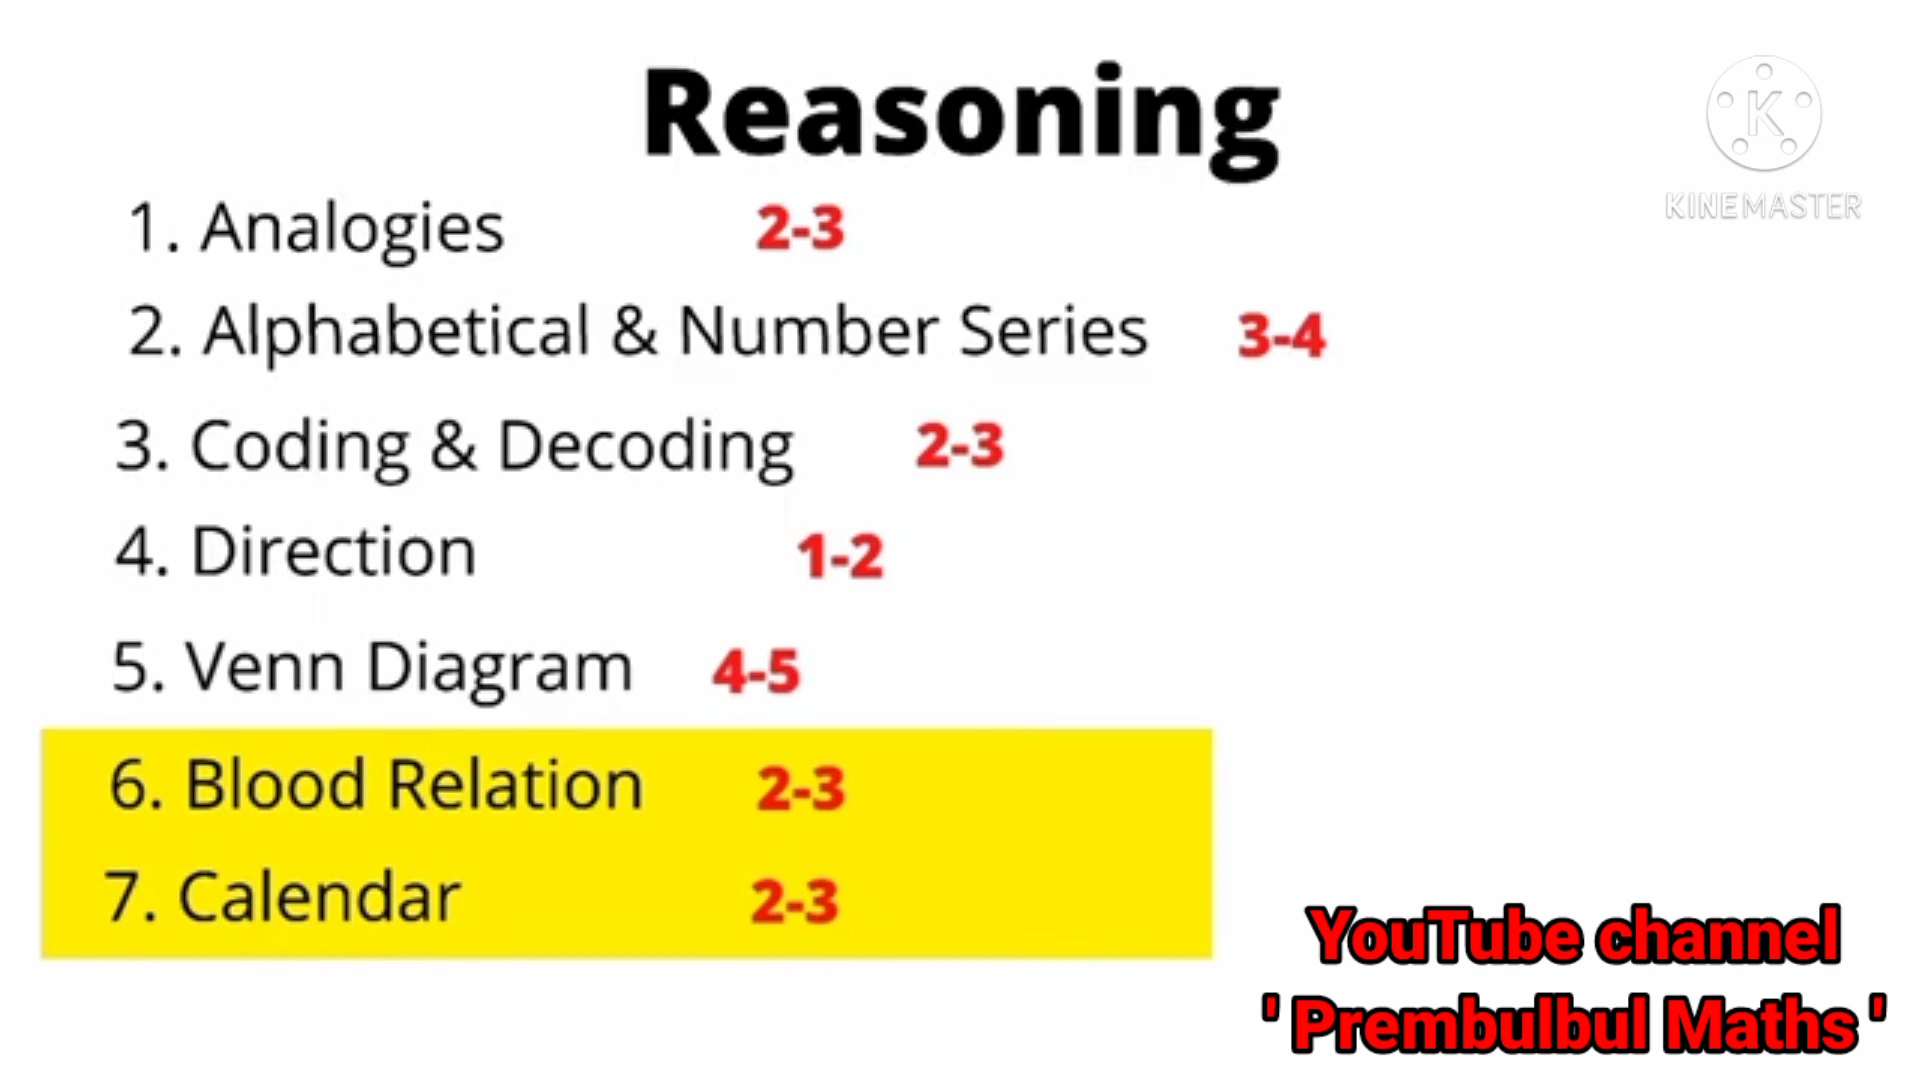 Reasoning
K
KINEMASTER
1. Analogies 2-3
2. Alphabetical & Number Series 3-4
3. Coding & Decoding 2-3
4. Direction 1-2
5. Venn Diagram 4-5
6. Blood Relation 2-3
7. Calendar 2-3
YouTube channel
' Prembulbul Maths '